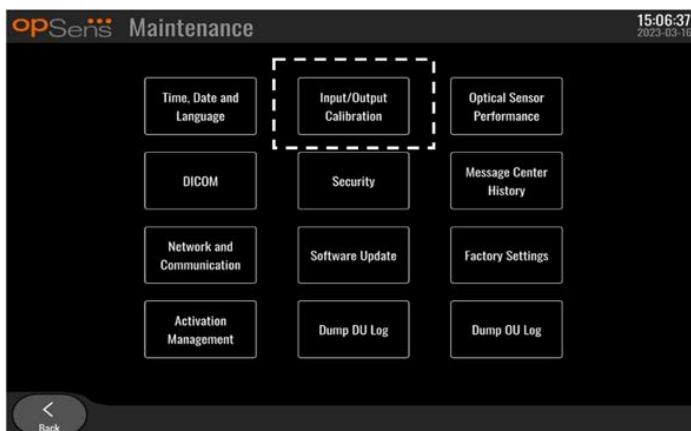 opSens Maintenance
15:06:37
2023-03-16
Time, Date and
Language
Input/Output
Calibration
Optical Sensor
Performance
DICOM
Security
Message Center
History
Network and
Communication
Software Update
Factory Settings
Activation
Management
Dump DU Log
Dump OU Log
Back